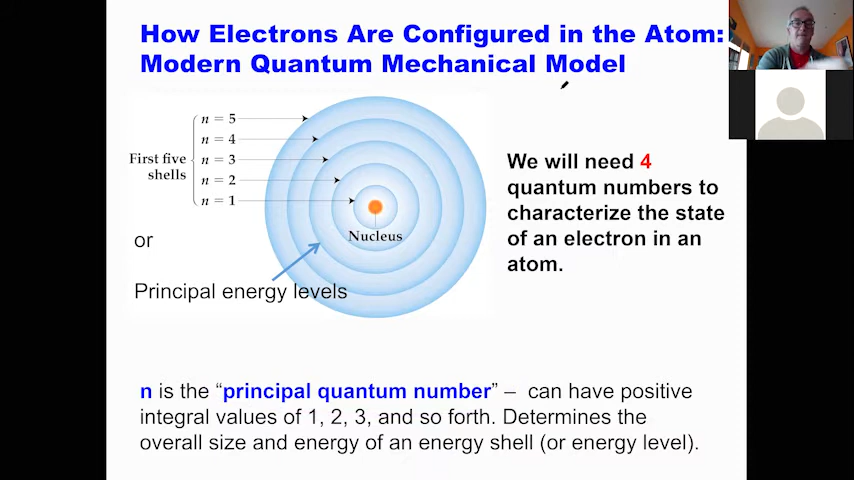 How Electrons Are Configured in the Atom:
Modern Quantum Mechanical Model
n = 5
n = 4
First five
shells
n = 3
n = 2
n = 1
Nucleus
or
Principal energy levels
We will need 4
quantum numbers to
characterize the state
of an electron in an
atom.
n is the “principal quantum number” – can have positive
integral values of 1, 2, 3, and so forth. Determines the
overall size and energy of an energy shell (or energy level).